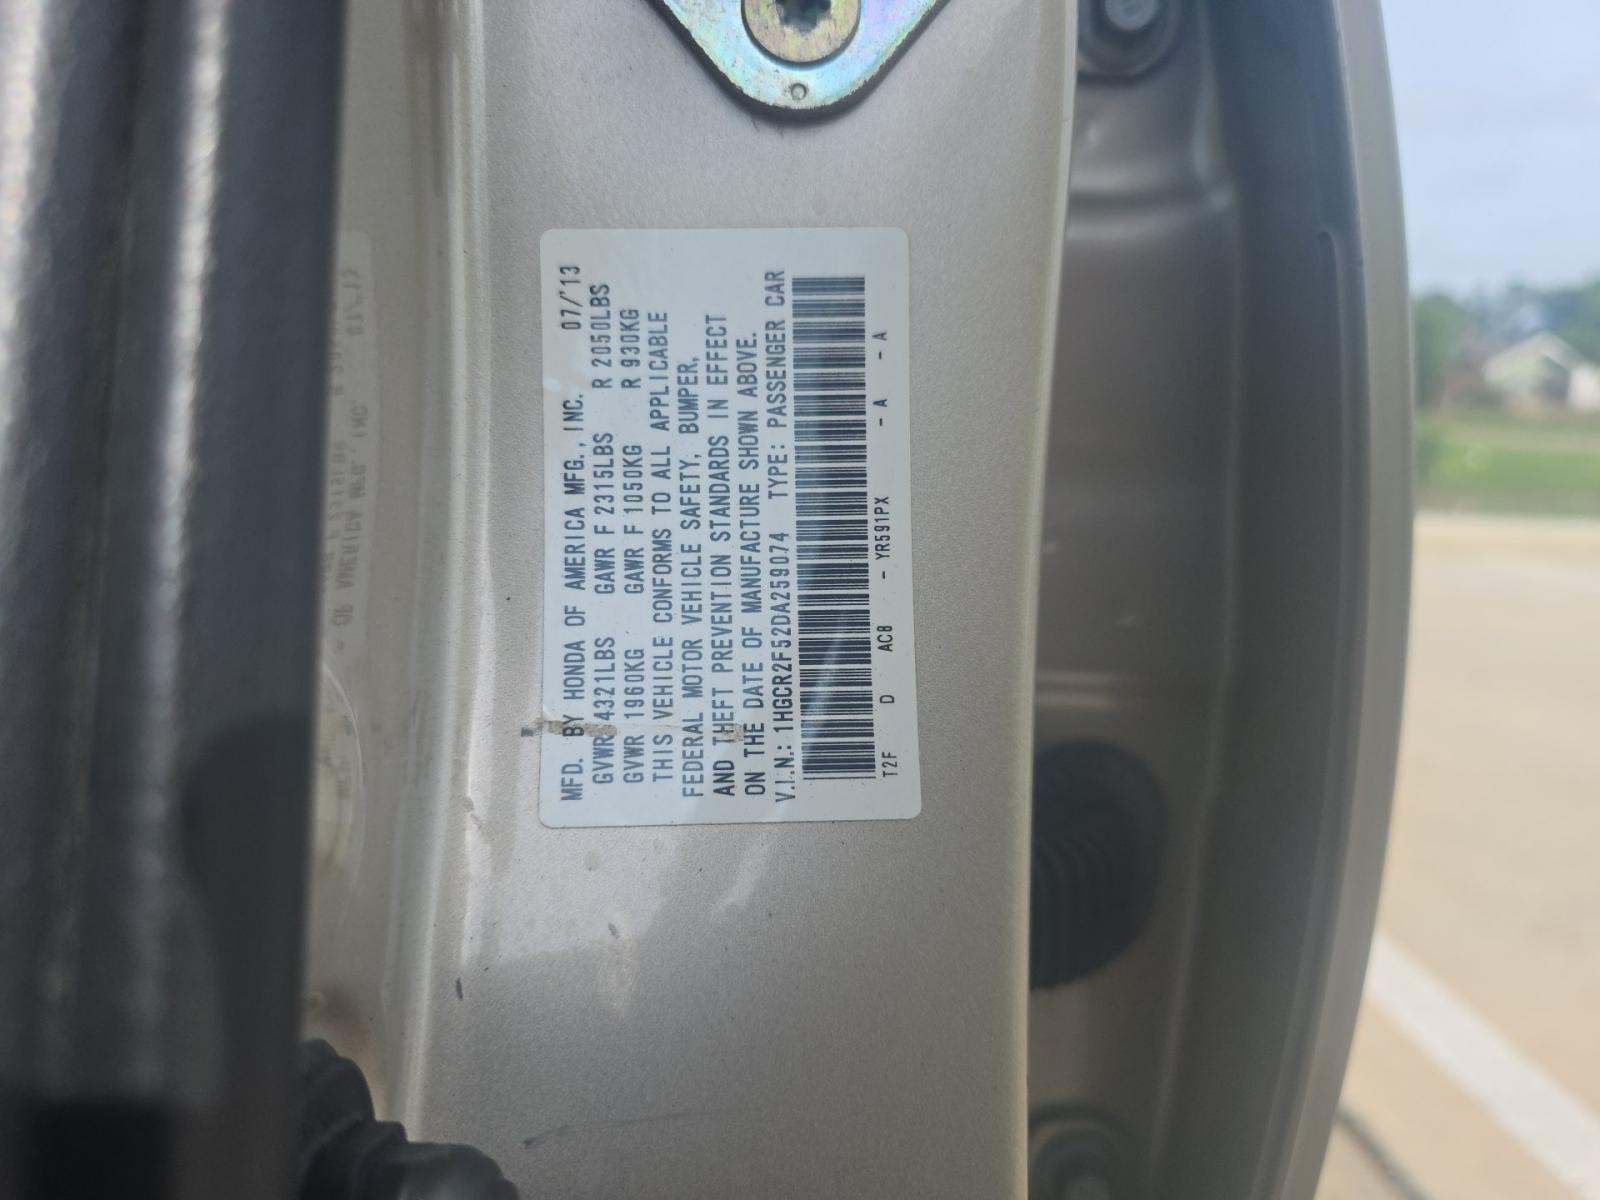 MFD. BY HONDA OF AMERICA MFG., INC. 07/'13
GVWR 4321LBS GAWR F 2315LBS R 2050LBS
GVWR 1960KG GAWR F 1050KG R 930KG
THIS VEHICLE CONFORMS TO ALL APPLICABLE
FEDERAL MOTOR VEHICLE SAFETY, BUMPER,
AND THEFT PREVENTION STANDARDS IN EFFECT
ON THE DATE OF MANUFACTURE SHOWN ABOVE.
V.I.N.: 1HGCR2F52DA259074 TYPE: PASSENGER CAR
T2F D AC8 - YR591PX - A - A